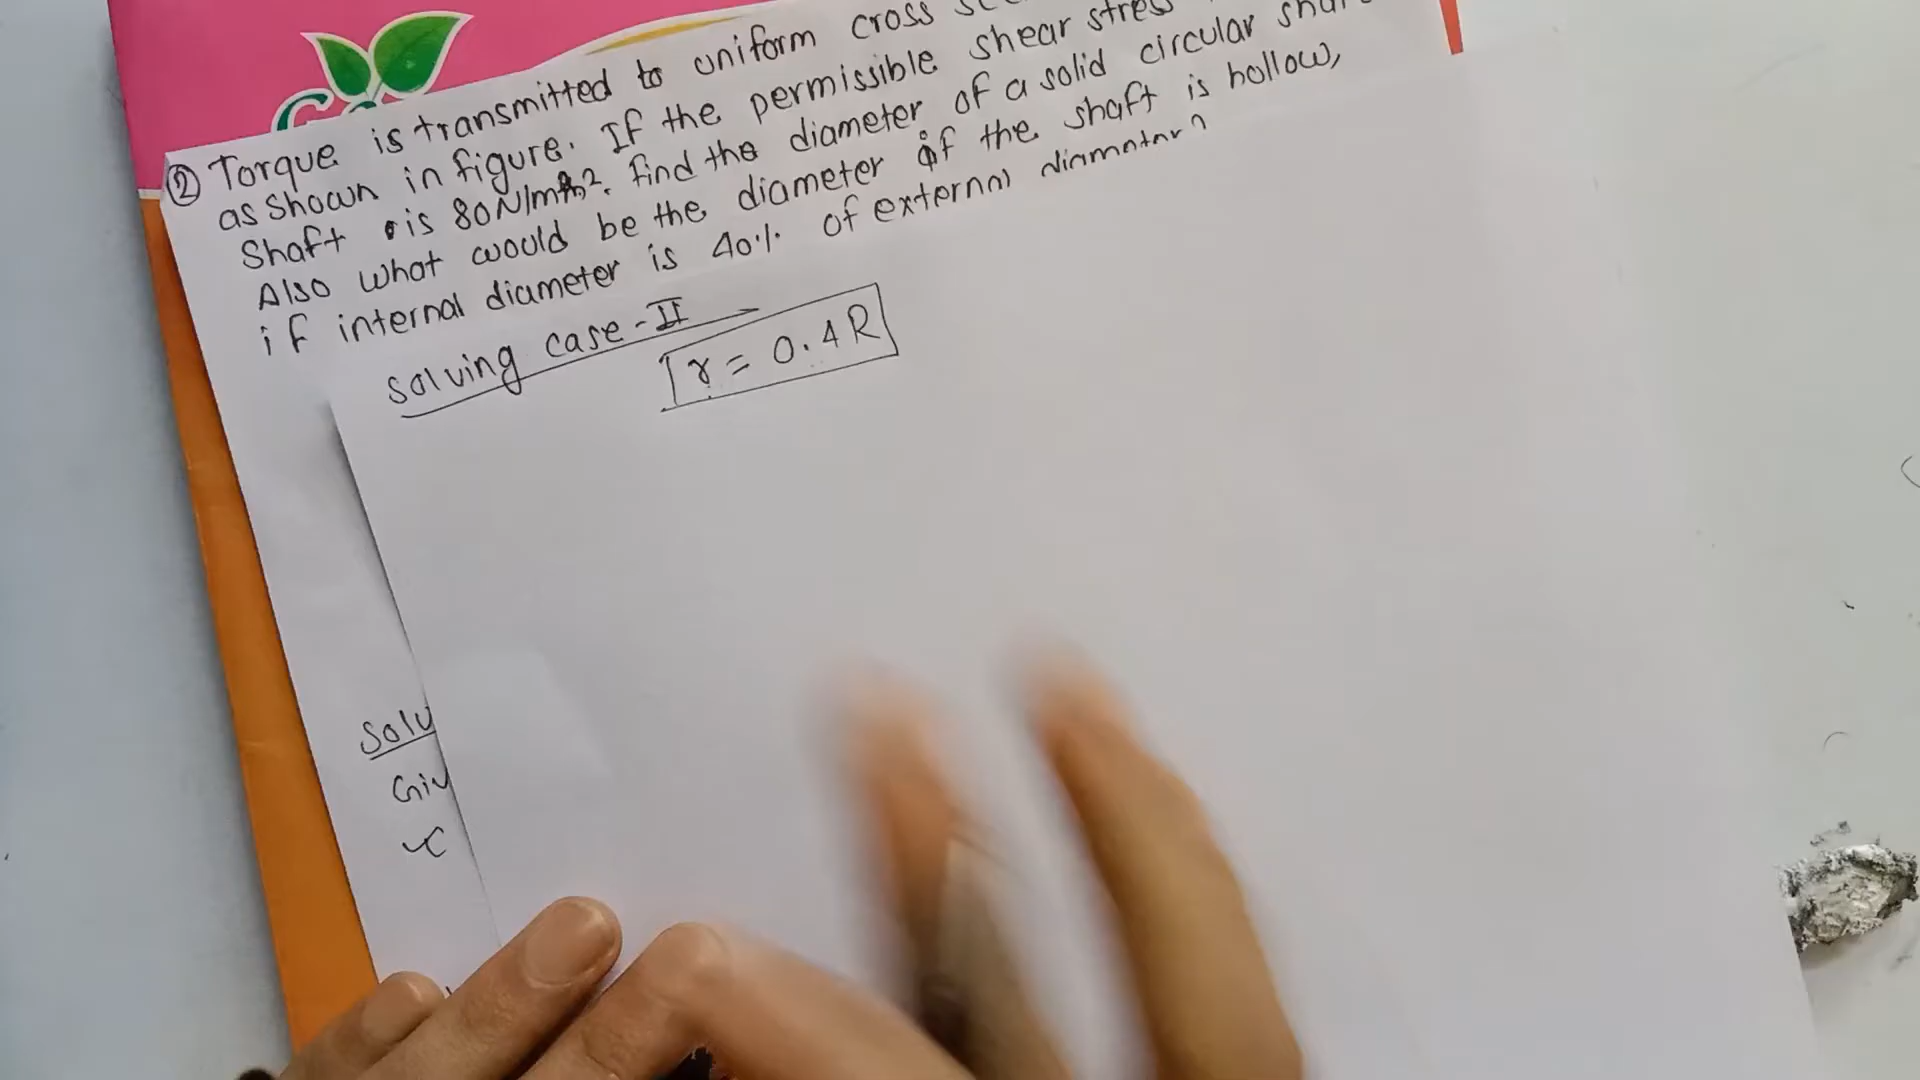 ② Torque is transmitted to uniform cross
as shown in figure. If the permissible shear stress
Shaft is 80N/mm². find the diameter of a solid circular
Also what would be the diameter if the shaft is hollow,
if internal diameter is 40% of external diameter?
solving case-II
r = 0.4R
Solu
Giv
τ